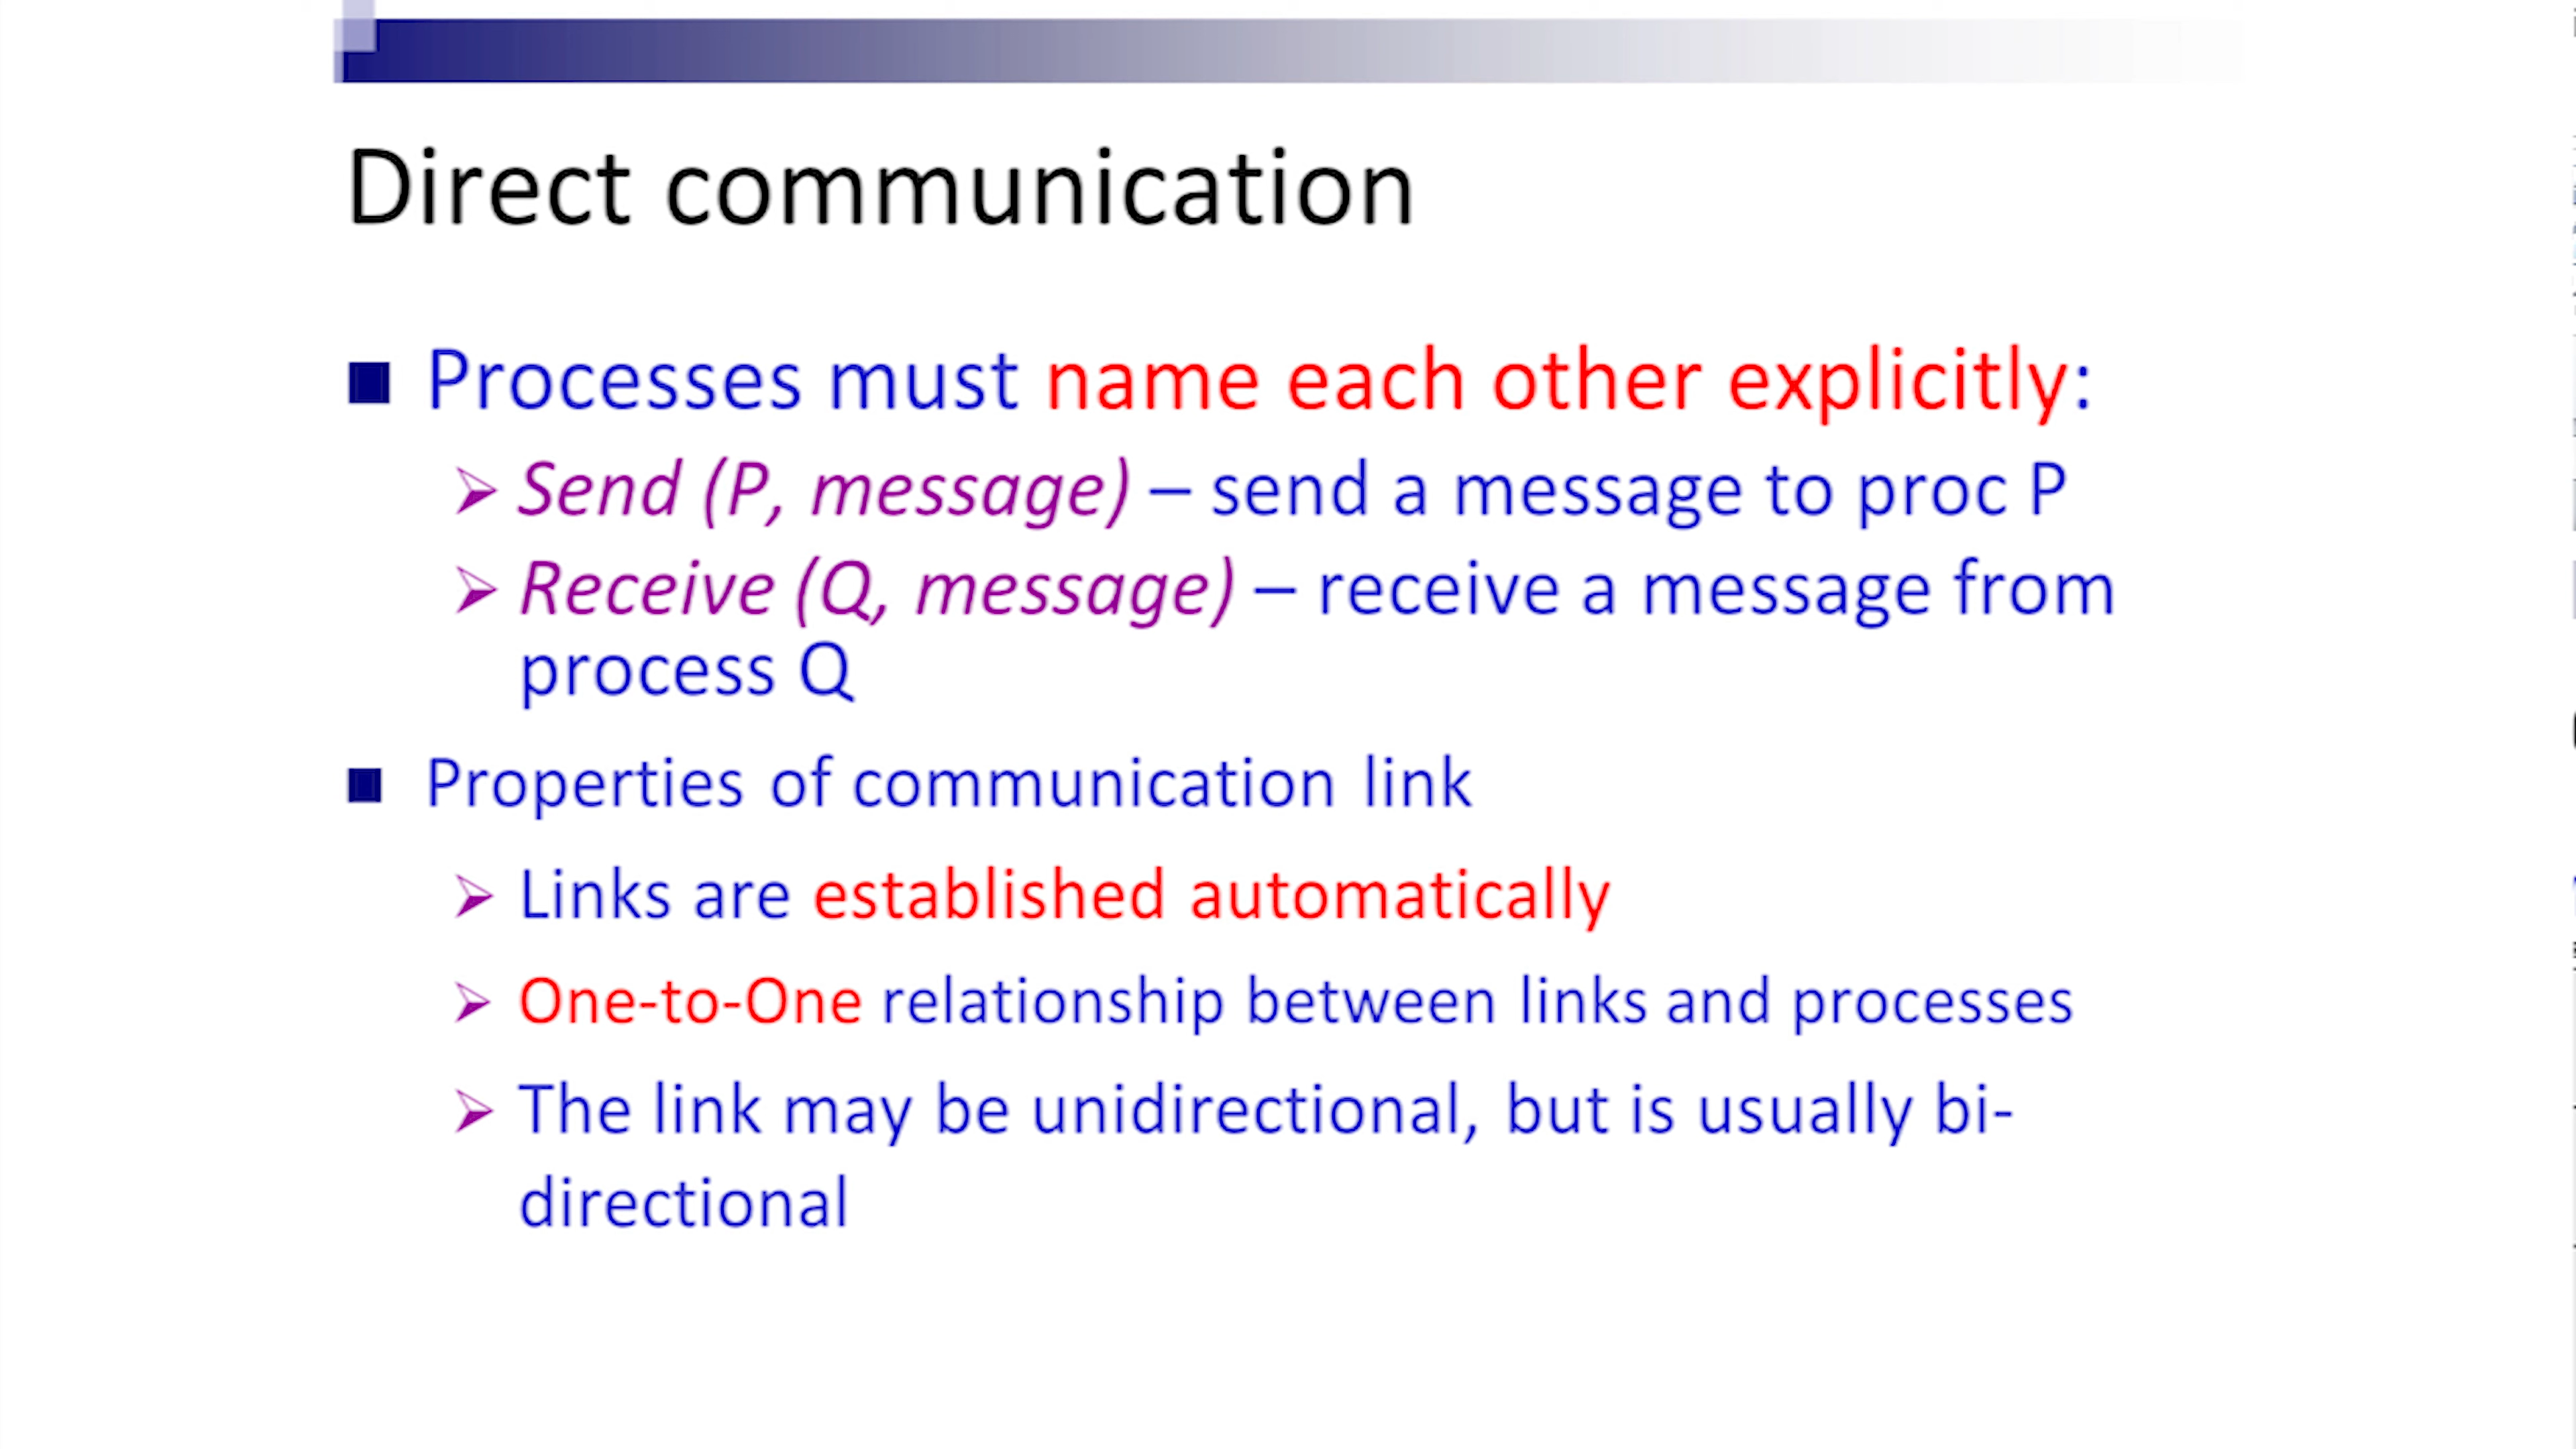 Direct communication
Processes must name each other explicitly:
Send (P, message) – send a message to proc P
Receive (Q, message) – receive a message from
process Q
Properties of communication link
Links are established automatically
One-to-One relationship between links and processes
The link may be unidirectional, but is usually bi-
directional